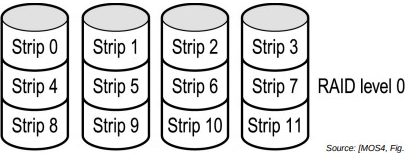 Strip 0 Strip 1 Strip 2 Strip 3
Strip 4 Strip 5 Strip 6 Strip 7 RAID level 0
Strip 8 Strip 9 Strip 10 Strip 11
Source: [MOS4, Fig.